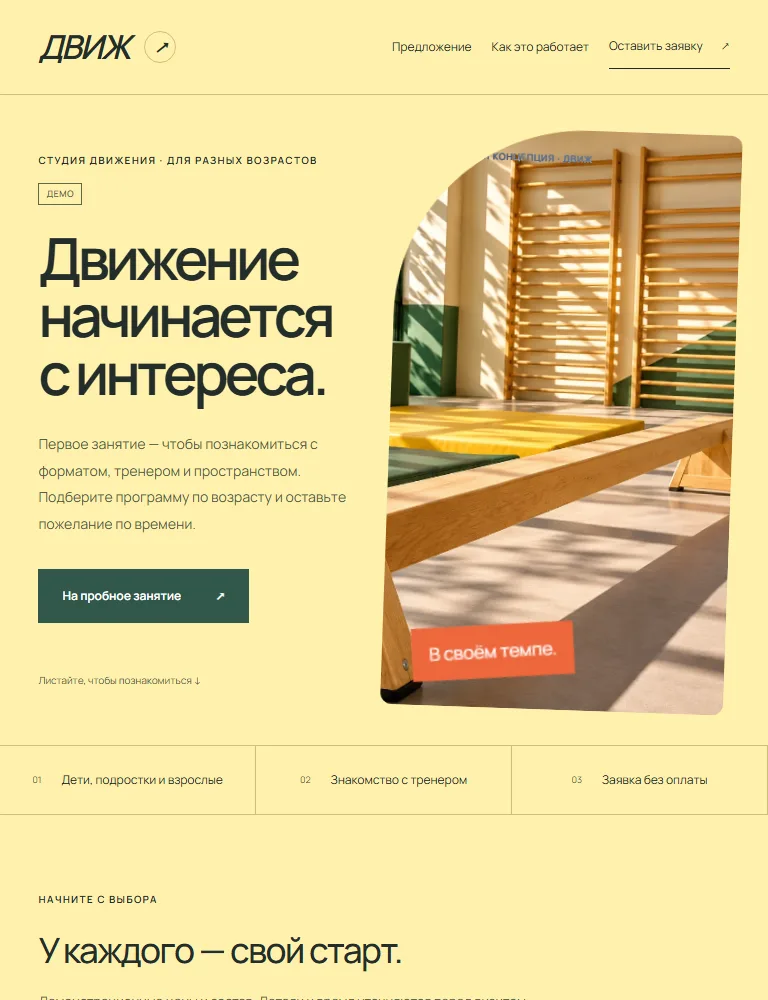 ДВИЖ ↗
Предложение
Как это работает
Оставить заявку ↗
СТУДИЯ ДВИЖЕНИЯ · ДЛЯ РАЗНЫХ ВОЗРАСТОВ
ДЕМО
КОНЦЕПЦИЯ · ДВИЖ
Движение
начинается
с интереса.
Первое занятие — чтобы познакомиться с
форматом, тренером и пространством.
Подберите программу по возрасту и оставьте
пожелание по времени.
На пробное занятие ↗
В своём темпе.
Листайте, чтобы познакомиться ↓
01 Дети, подростки и взрослые
02 Знакомство с тренером
03 Заявка без оплаты
НАЧНИТЕ С ВЫБОРА
У каждого — свой старт.